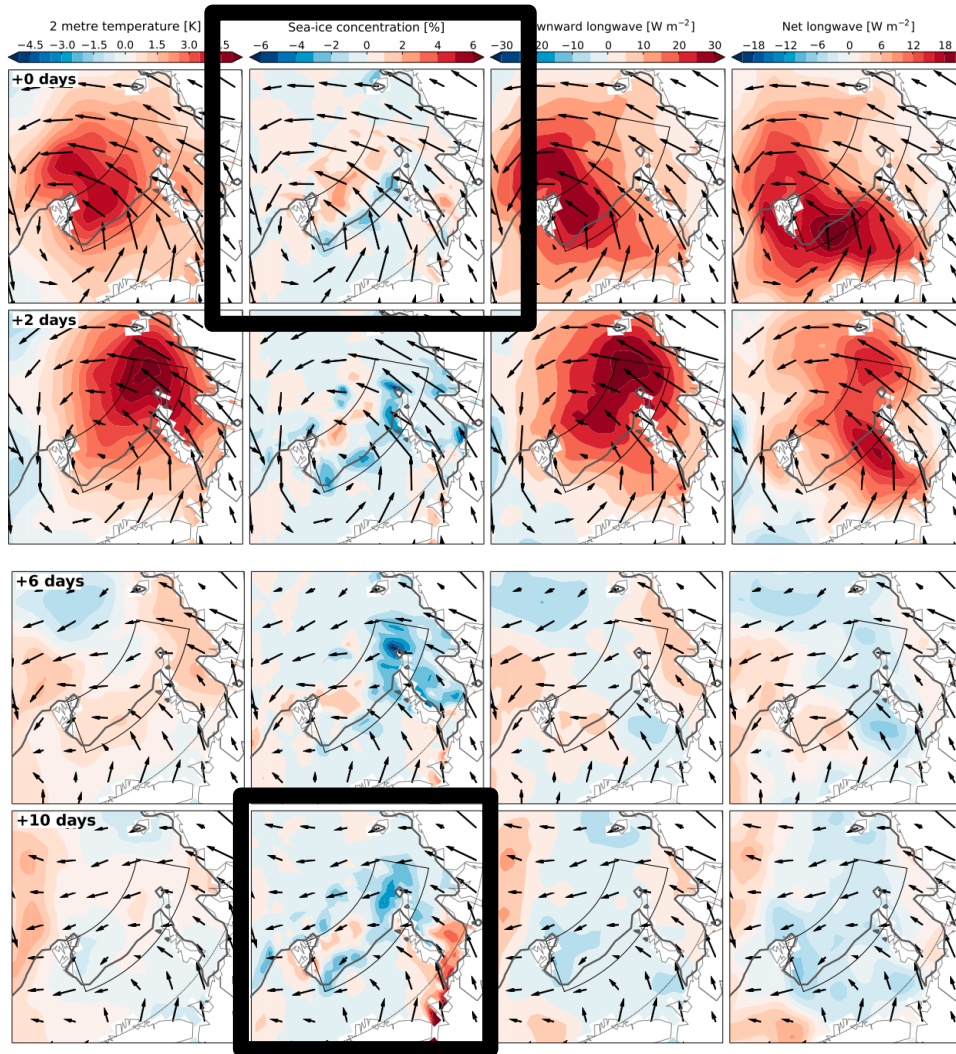 2 metre temperature [K]
Sea-ice concentration [%]
wnward longwave [W m⁻²]
Net longwave [W m⁻²]
−4.5 −3.0 −1.5 0.0 1.5 3.0 .5
−6 −4 −2 0 2 4 6
−30 20 −10 0 10 20 30
−18 −12 −6 0 6 12 18
+0 days
+2 days
+6 days
+10 days